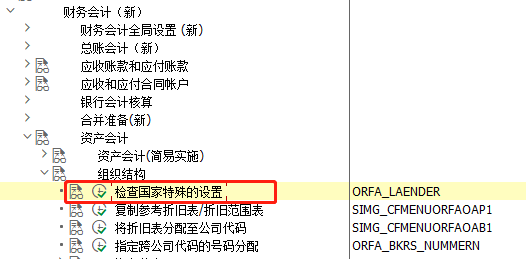 财务会计（新）
财务会计全局设置 (新)
总账会计（新）
应收账款和应付账款
应收和应付合同帐户
银行会计核算
合并准备(新)
资产会计
资产会计(简易实施)
组织结构
检查国家特殊的设置 ORFA_LAENDER
复制参考折旧表/折旧范围表 SIMG_CFMENUORFAOAP1
将折旧表分配至公司代码 SIMG_CFMENUORFAOAB1
指定跨公司代码的号码分配 ORFA_BKRS_NUMMERN